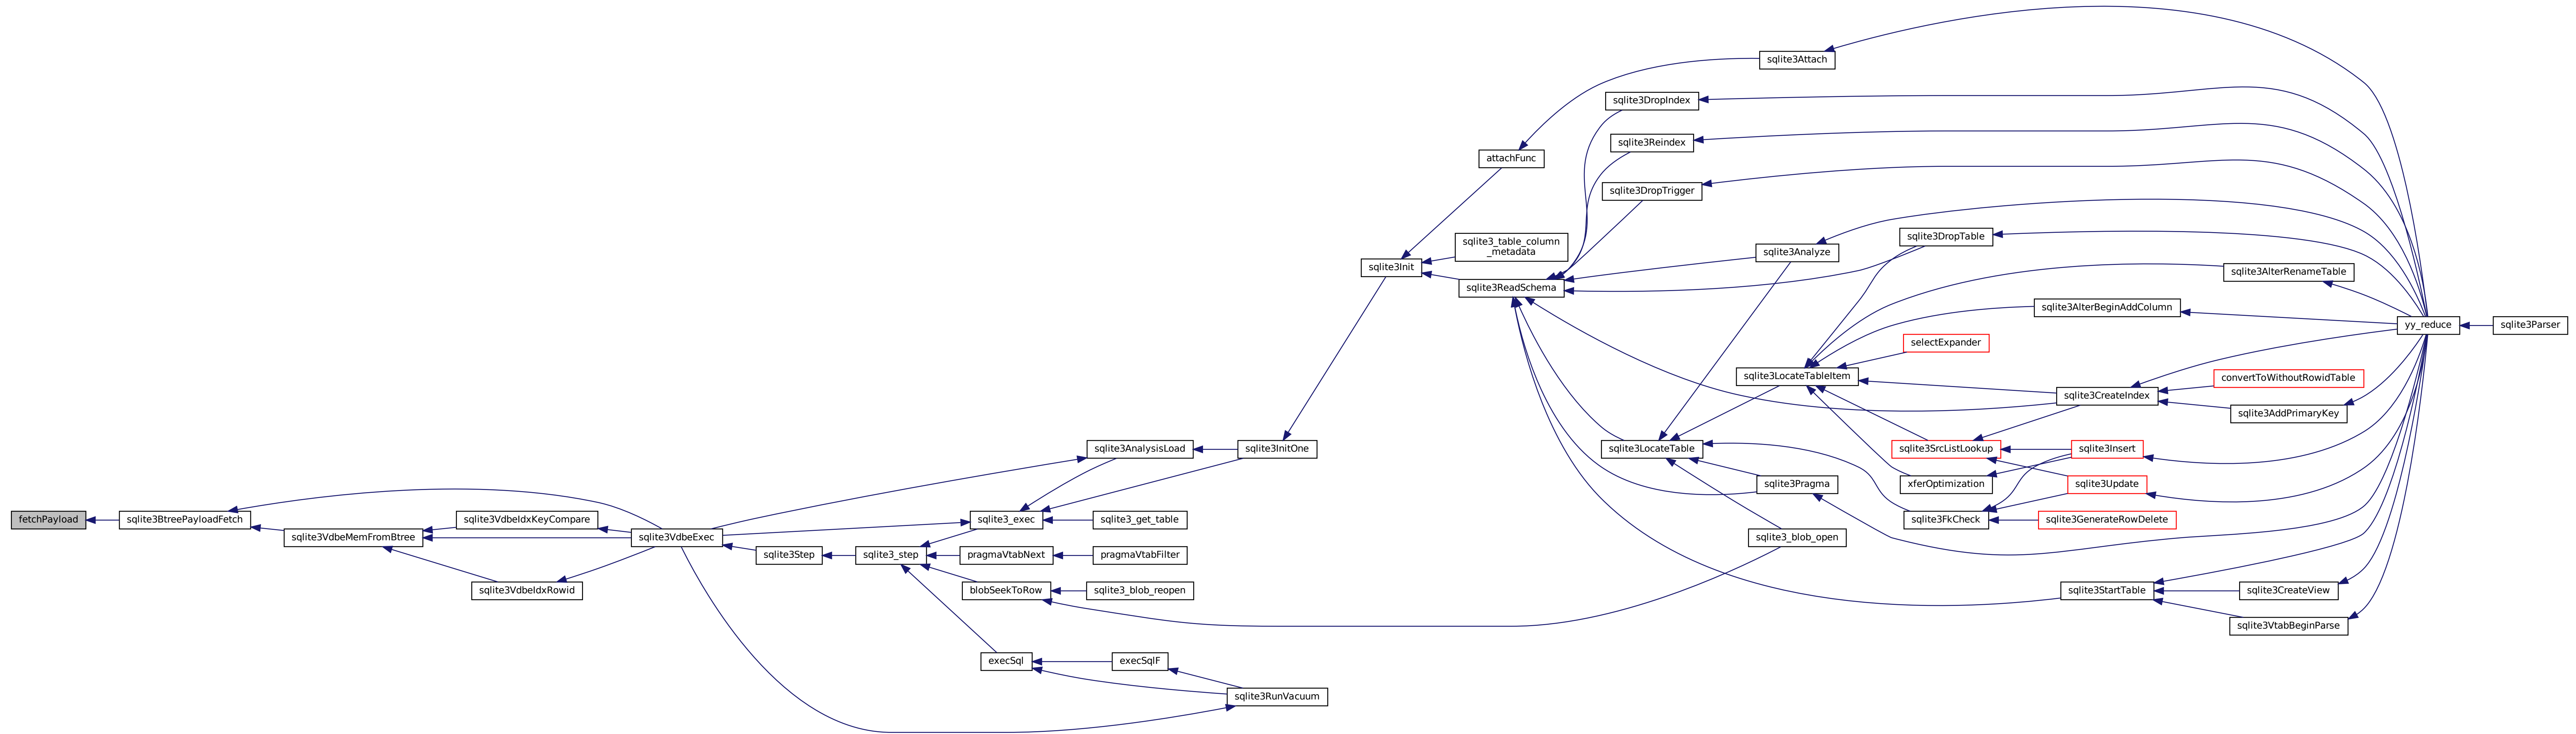 fetchPayload
sqlite3BtreePayloadFetch
sqlite3VdbeMemFromBtree
sqlite3VdbeIdxKeyCompare
sqlite3VdbeIdxRowid
sqlite3VdbeExec
sqlite3Step
sqlite3_step
sqlite3AnalysisLoad
sqlite3_exec
pragmaVtabNext
blobSeekToRow
execSql
sqlite3_get_table
pragmaVtabFilter
sqlite3_blob_reopen
execSqlF
sqlite3InitOne
sqlite3RunVacuum
sqlite3Init
attachFunc
sqlite3_table_column
_metadata
sqlite3ReadSchema
sqlite3DropIndex
sqlite3Reindex
sqlite3DropTrigger
sqlite3LocateTable
sqlite3Attach
sqlite3Analyze
sqlite3LocateTableItem
sqlite3Pragma
sqlite3_blob_open
sqlite3DropTable
selectExpander
sqlite3SrcListLookup
xferOptimization
sqlite3FkCheck
sqlite3AlterBeginAddColumn
sqlite3CreateIndex
sqlite3Insert
sqlite3Update
sqlite3GenerateRowDelete
sqlite3StartTable
sqlite3AlterRenameTable
convertToWithoutRowidTable
sqlite3AddPrimaryKey
sqlite3CreateView
sqlite3VtabBeginParse
yy_reduce
sqlite3Parser